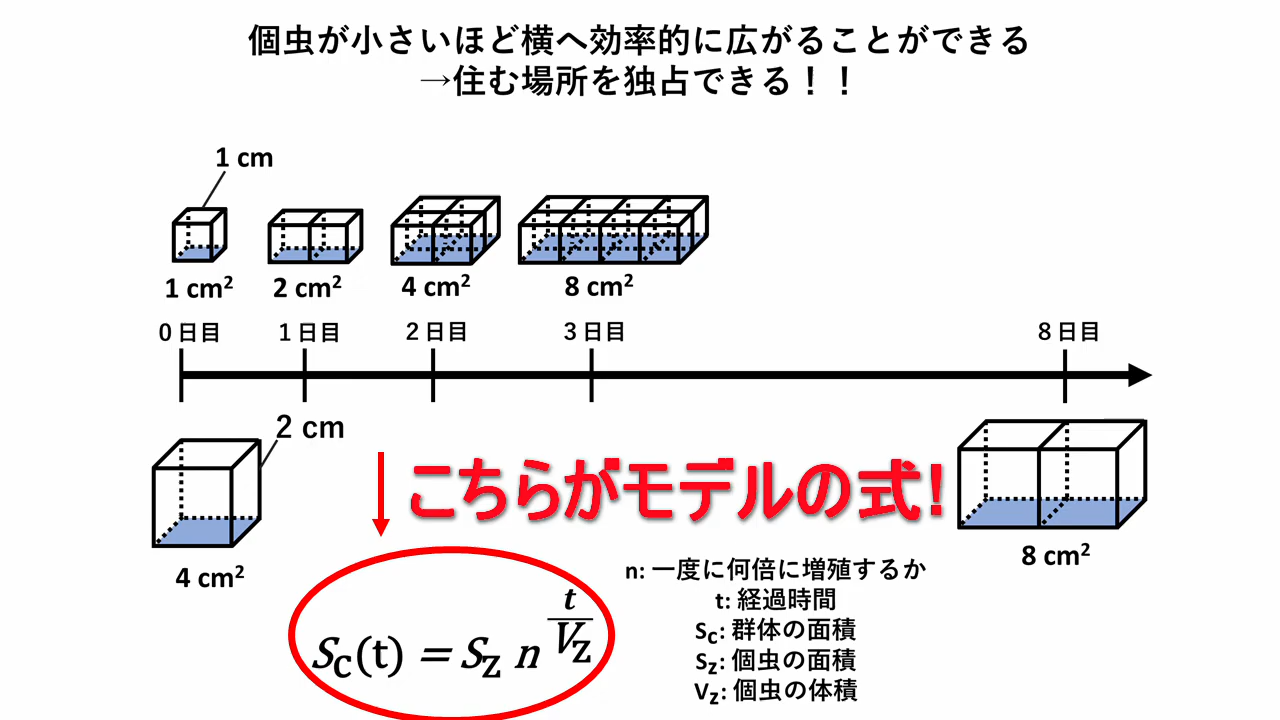 個虫が小さいほど横へ効率的に広がることができる
→住む場所を独占できる！！
1 cm
1 cm² 2 cm² 4 cm² 8 cm²
0日目 1日目 2日目 3日目 8日目
2 cm
こちらがモデルの式!
4 cm² 8 cm²
n: 一度に何倍に増殖するか
t: 経過時間
Sc: 群体の面積
Sz: 個虫の面積
Vz: 個虫の体積
S_C(t) = S_Z n^(t/V_Z)